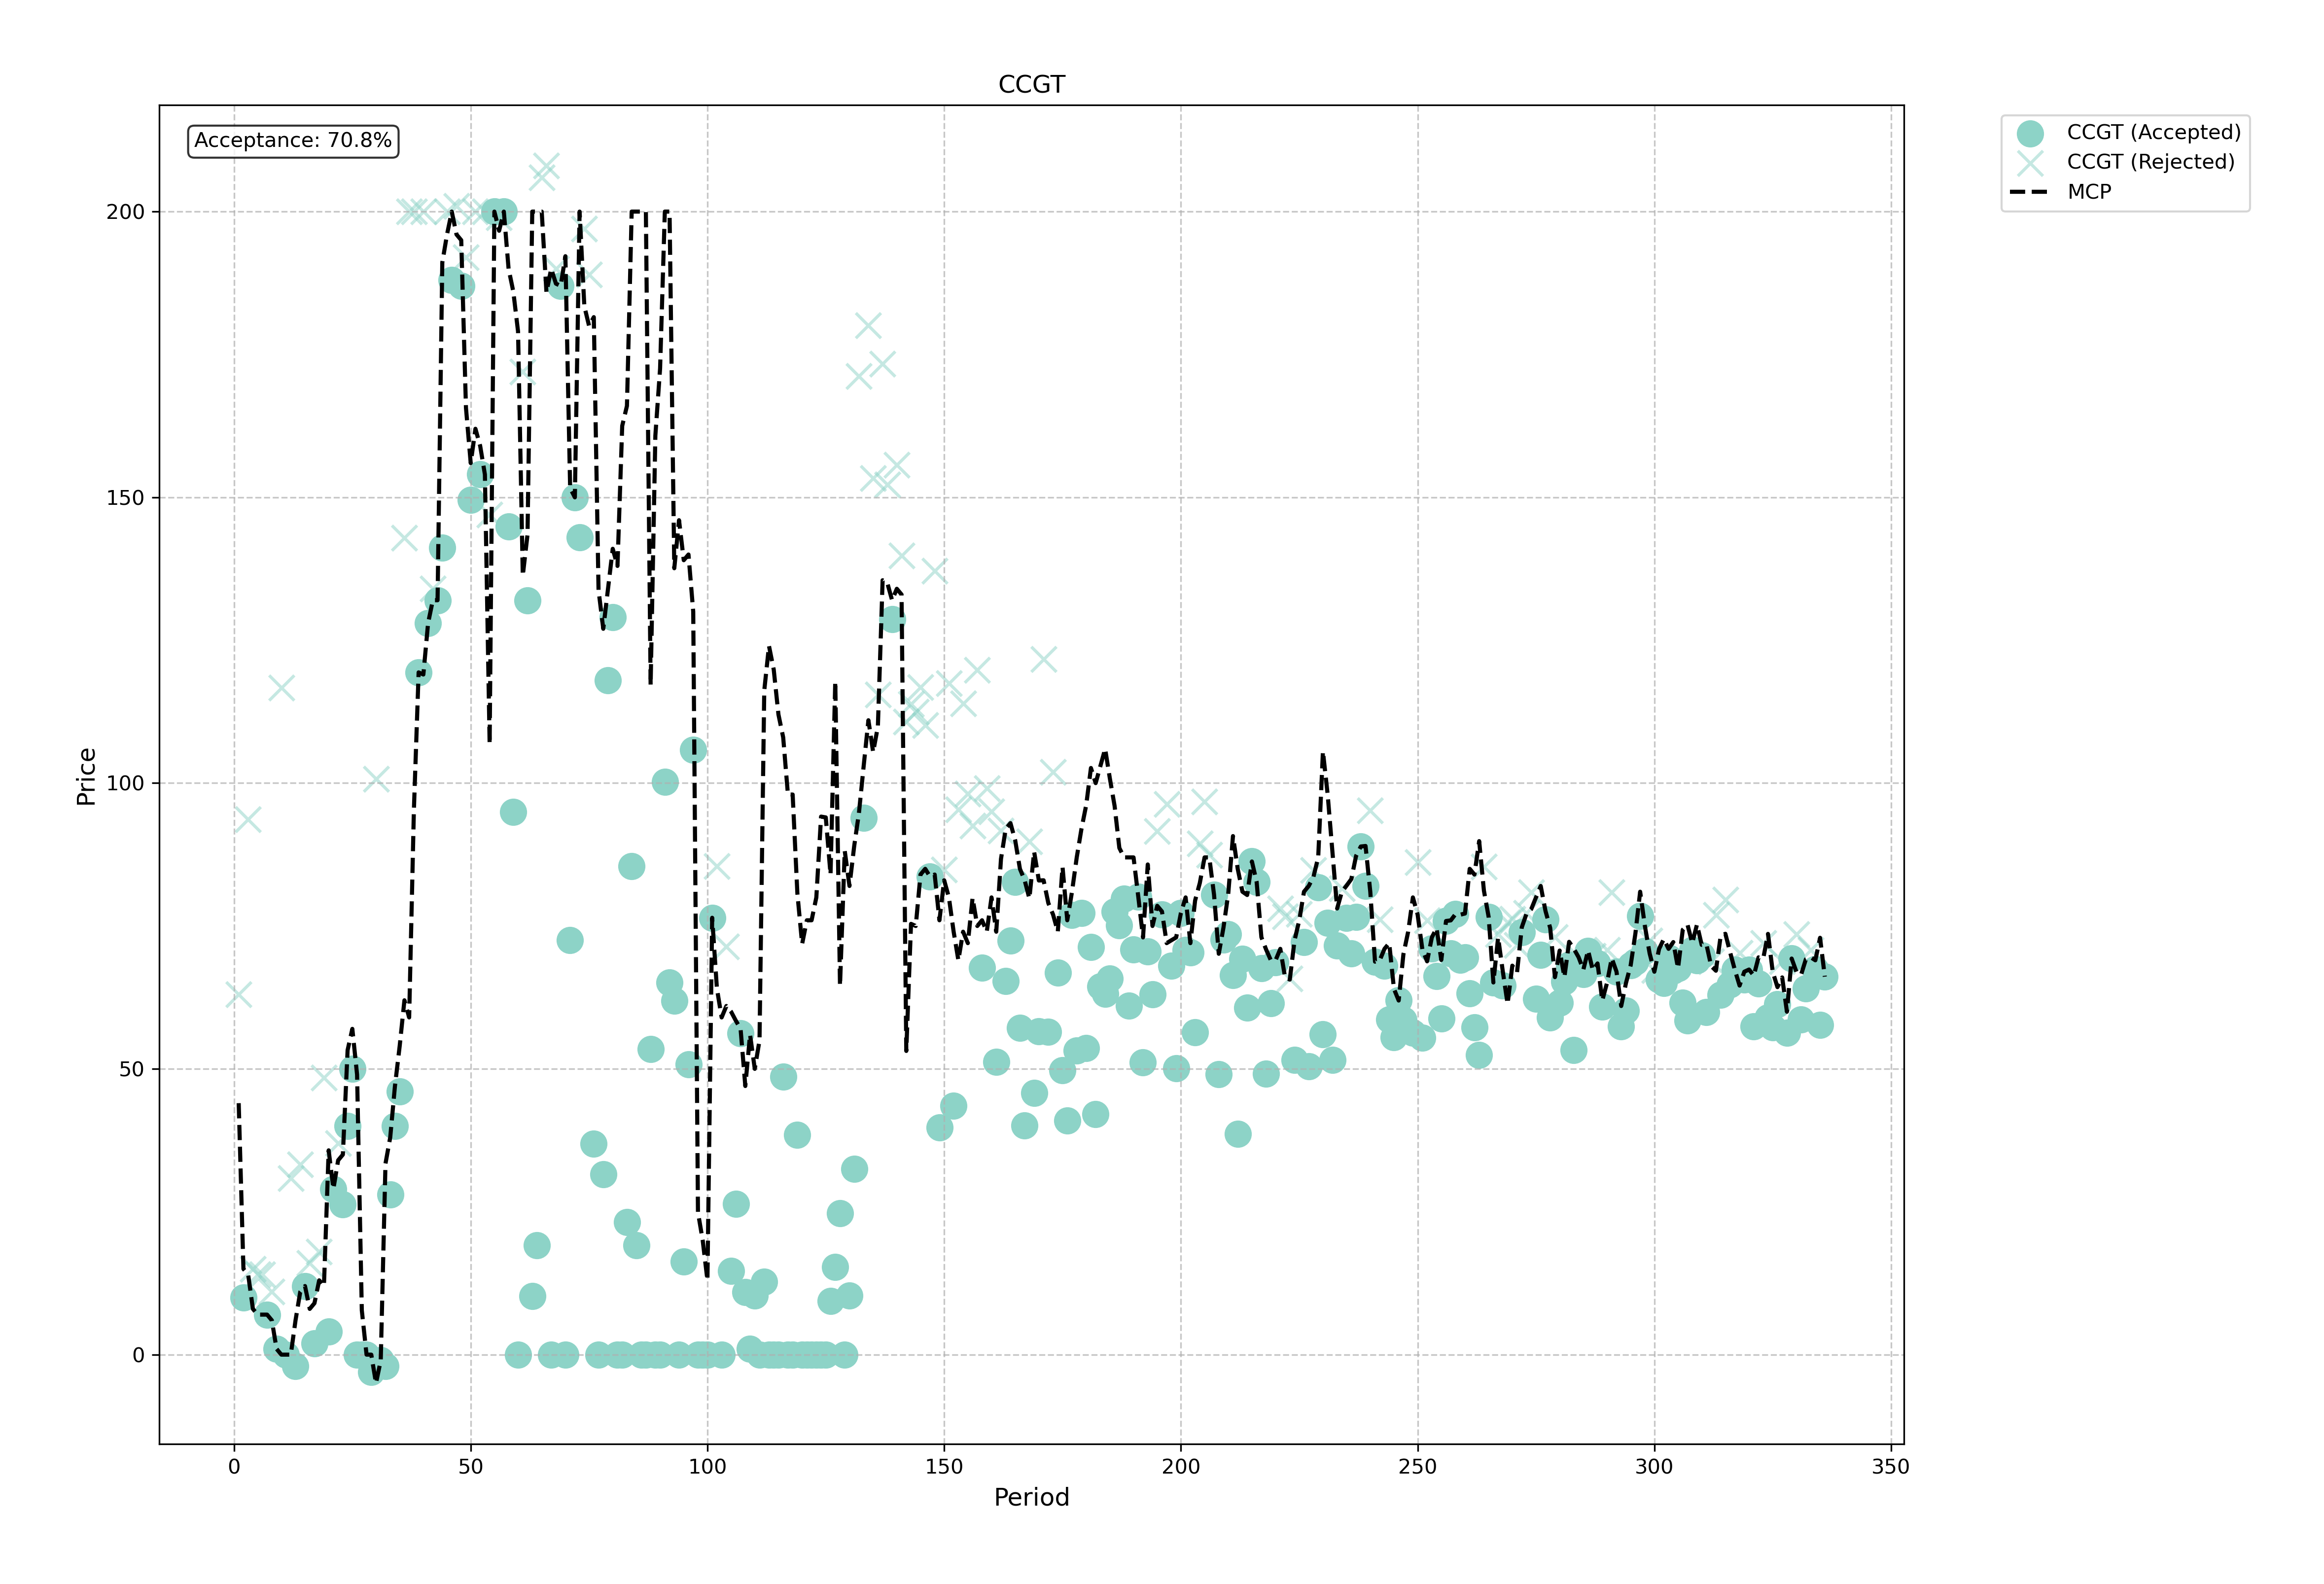 CCGT
Acceptance: 70.8%
CCGT (Accepted)
CCGT (Rejected)
MCP
200
150
100
50
0
Price
0 50 100 150 200 250 300 350
Period